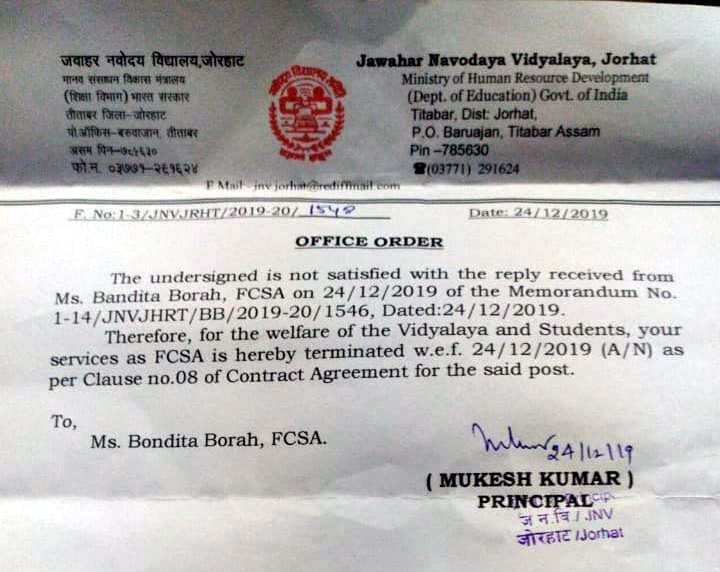 जवाहर नवोदय विद्यालय,जोरहाट
मानव संसाधन विकास मंत्रालय
(शिक्षा विभाग) भारत सरकार
तीताबर जिला-जोरहाट
पो.ऑफिस-बरुवाजान, तीताबर
असम पिन-७८५६३०
फो.न. ०३७७१-२६१६२४
Jawahar Navodaya Vidyalaya, Jorhat
Ministry of Human Resource Development
(Dept. of Education) Govt. of India
Titabar, Dist: Jorhat,
P.O. Baruajan, Titabar Assam
Pin -785630
☎(03771) 291624
E Mail - jnv.jorhat@rediffmail.com
F. No:1-3/JNVJRHT/2019-20/ 1548
Date: 24/12/2019
OFFICE ORDER
The undersigned is not satisfied with the reply received from
Ms. Bandita Borah, FCSA on 24/12/2019 of the Memorandum No.
1-14/JNVJHRT/BB/2019-20/1546, Dated:24/12/2019.
Therefore, for the welfare of the Vidyalaya and Students, your
services as FCSA is hereby terminated w.e.f. 24/12/2019 (A/N) as
per Clause no.08 of Contract Agreement for the said post.
To,
Ms. Bondita Borah, FCSA.
24/12/19
( MUKESH KUMAR )
PRINCIPAL
ज.न.वि./JNV
जोरहाट/Jorhat